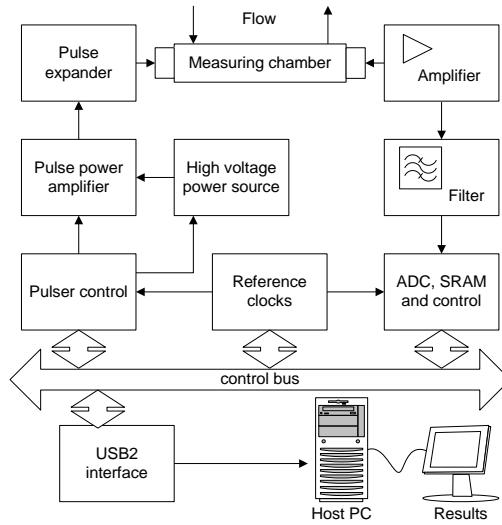 Flow
Pulse
expander
Measuring chamber
Amplifier
Pulse power
amplifier
High voltage
power source
Filter
Pulser control
Reference
clocks
ADC, SRAM
and control
control bus
USB2
interface
Host PC
Results